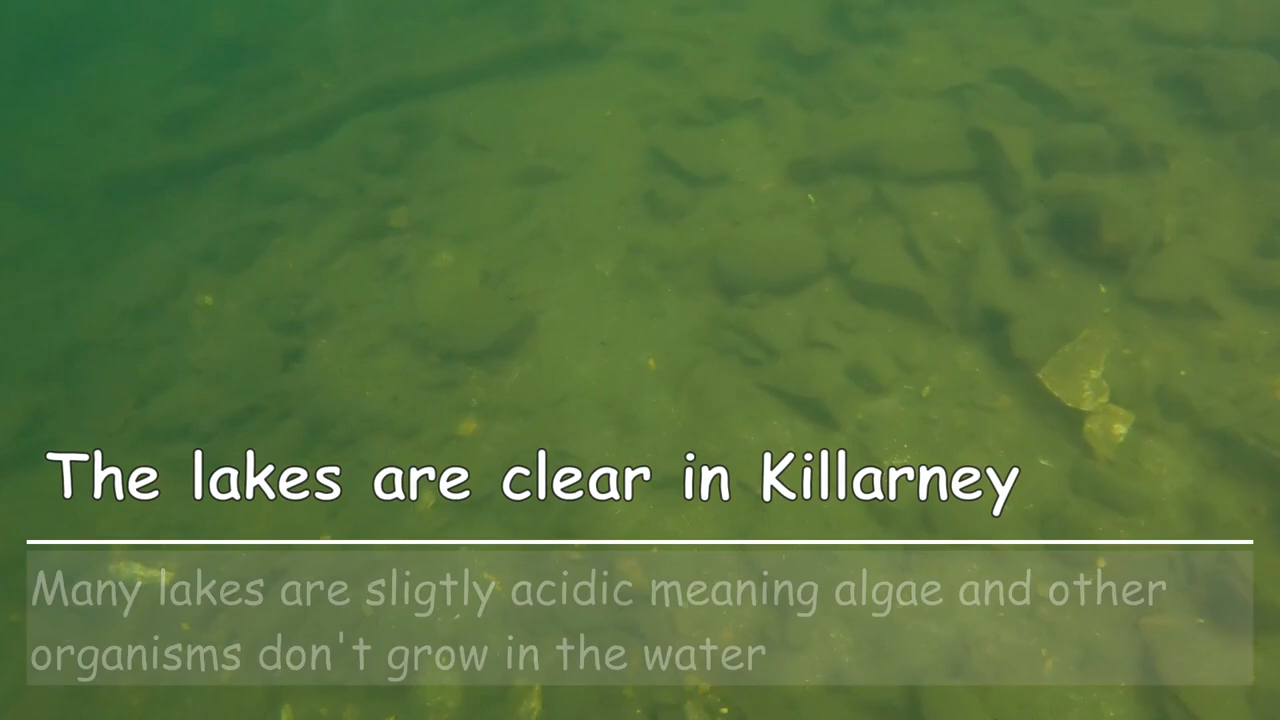 The lakes are clear in Killarney
Many lakes are sligtly acidic meaning algae and other
organisms don't grow in the water